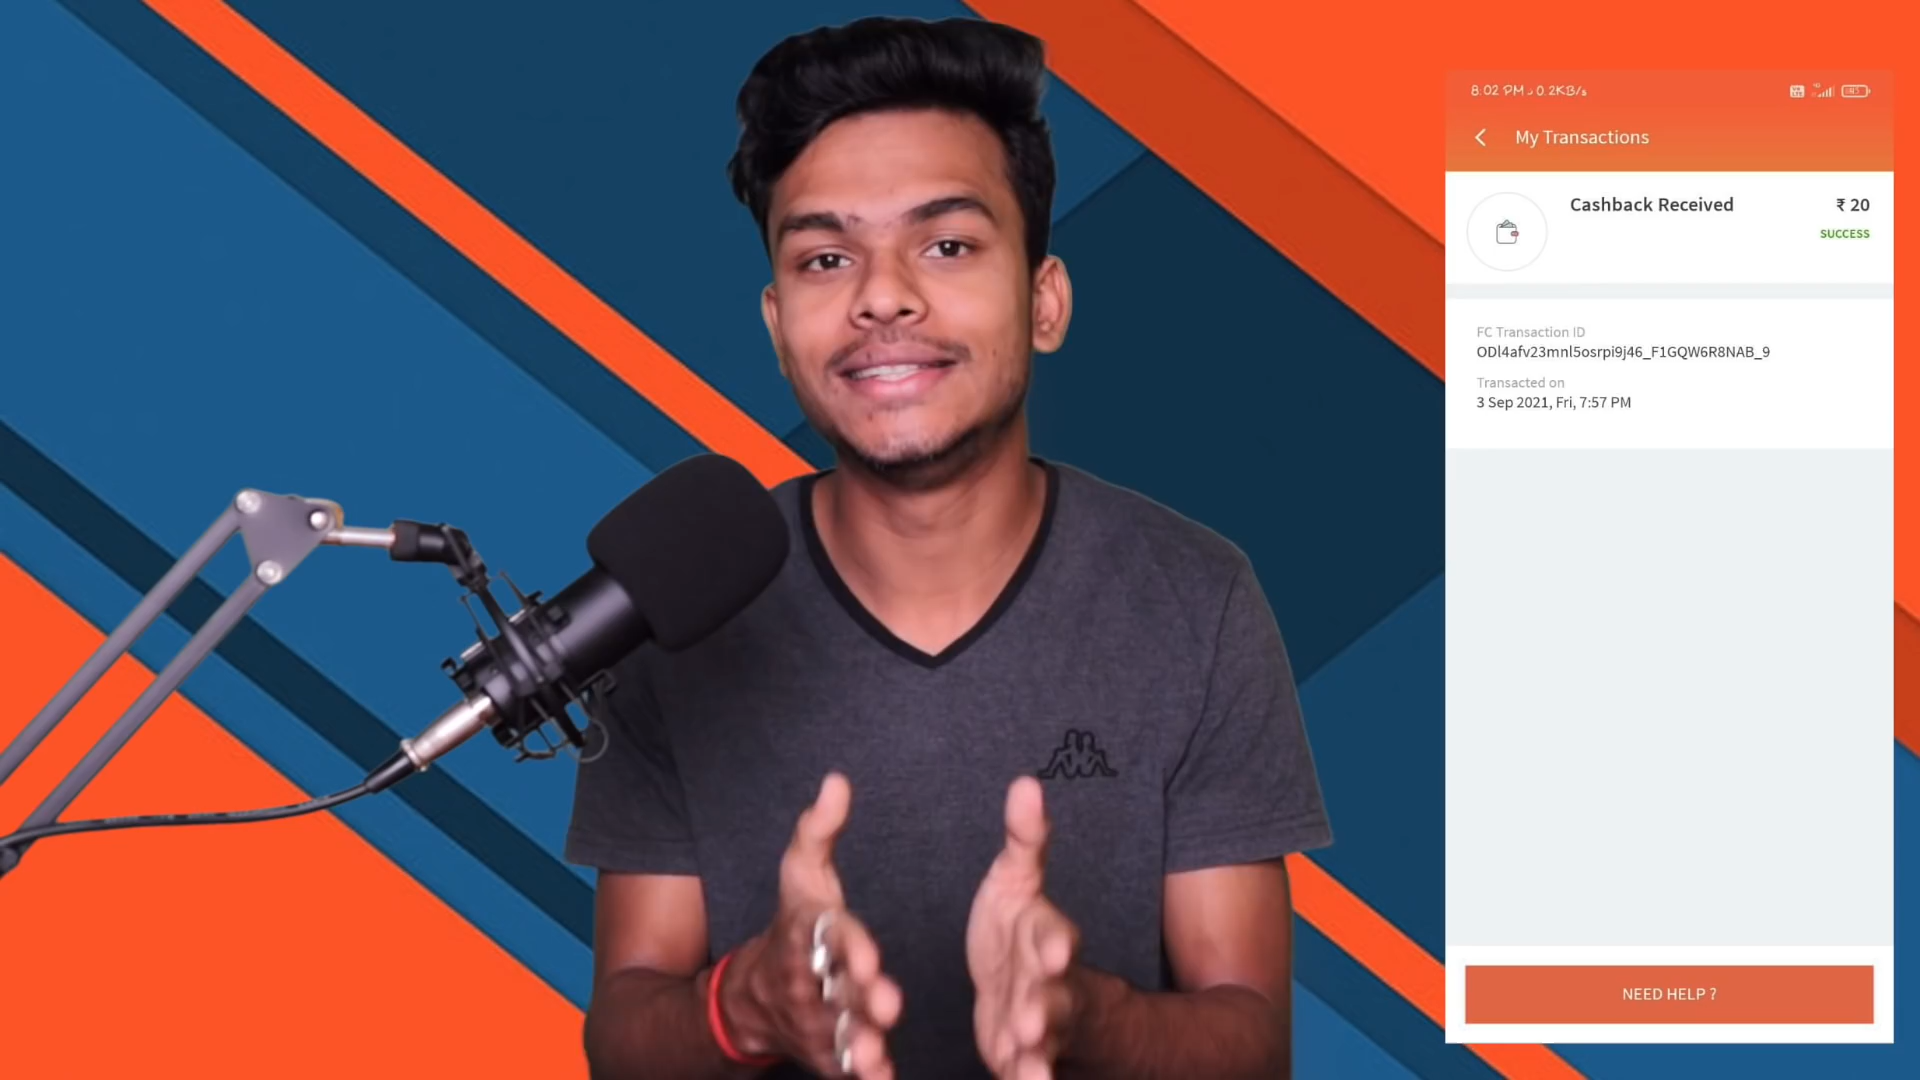 8:02 PM 0.2KB/s
My Transactions
Cashback Received
₹ 20
SUCCESS
FC Transaction ID
ODl4afv23mnl5osrpi9j46_F1GQW6R8NAB_9
Transacted on
3 Sep 2021, Fri, 7:57 PM
NEED HELP ?